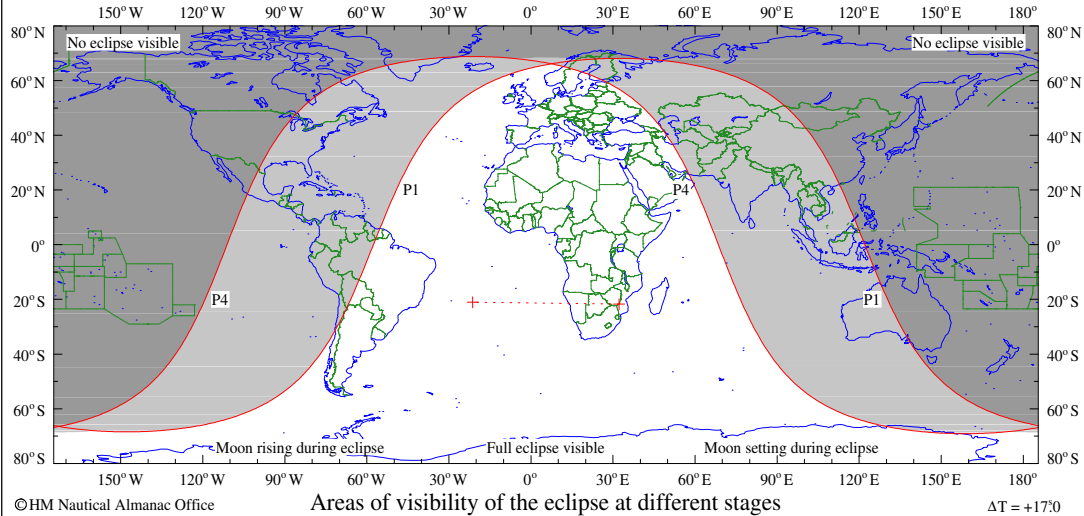 150°W 120°W 90°W 60°W 30°W 0° 30°E 60°E 90°E 120°E 150°E 180°
80°N 80°N
No eclipse visible No eclipse visible
60°N 60°N
40°N 40°N
20°N P1 P4 20°N
0° 0°
20°S P4 P1 20°S
40°S 40°S
60°S 60°S
Moon rising during eclipse Full eclipse visible Moon setting during eclipse
80°S 80°S
150°W 120°W 90°W 60°W 30°W 0° 30°E 60°E 90°E 120°E 150°E 180°
©HM Nautical Almanac Office Areas of visibility of the eclipse at different stages ΔT = +17ˢ.0